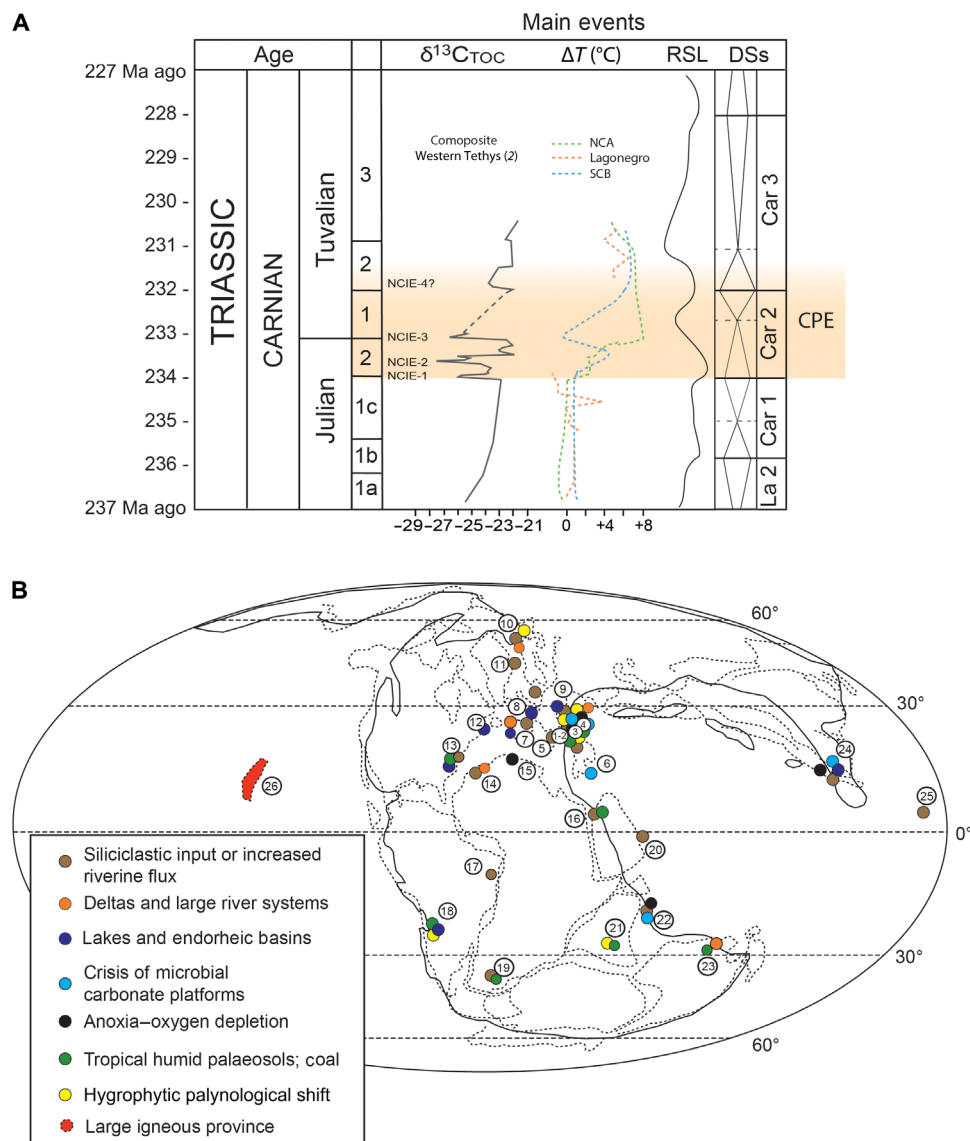 A
Main events
Age
δ13CTOC
ΔT (°C)
RSL
DSs
227 Ma ago
228 -
229 -
230 -
231 -
232 -
233 -
234 -
235 -
236 -
237 Ma ago
TRIASSIC
CARNIAN
Tuvalian
Julian
3
2
1
2
1c
1b
1a
Comoposite
Western Tethys (2)
NCA
Lagonegro
SCB
NCIE-4?
NCIE-3
NCIE-2
NCIE-1
Car 3
Car 2
Car 1
La 2
CPE
−29 −27 −25 −23 −21
0 +4 +8
B
60°
30°
0°
30°
60°
10
11
9
8
12
7
5
1-2
3
4
6
13
14
15
24
25
26
16
20
17
18
21
22
23
19
Siliciclastic input or increased
riverine flux
Deltas and large river systems
Lakes and endorheic basins
Crisis of microbial
carbonate platforms
Anoxia–oxygen depletion
Tropical humid palaeosols; coal
Hygrophytic palynological shift
Large igneous province